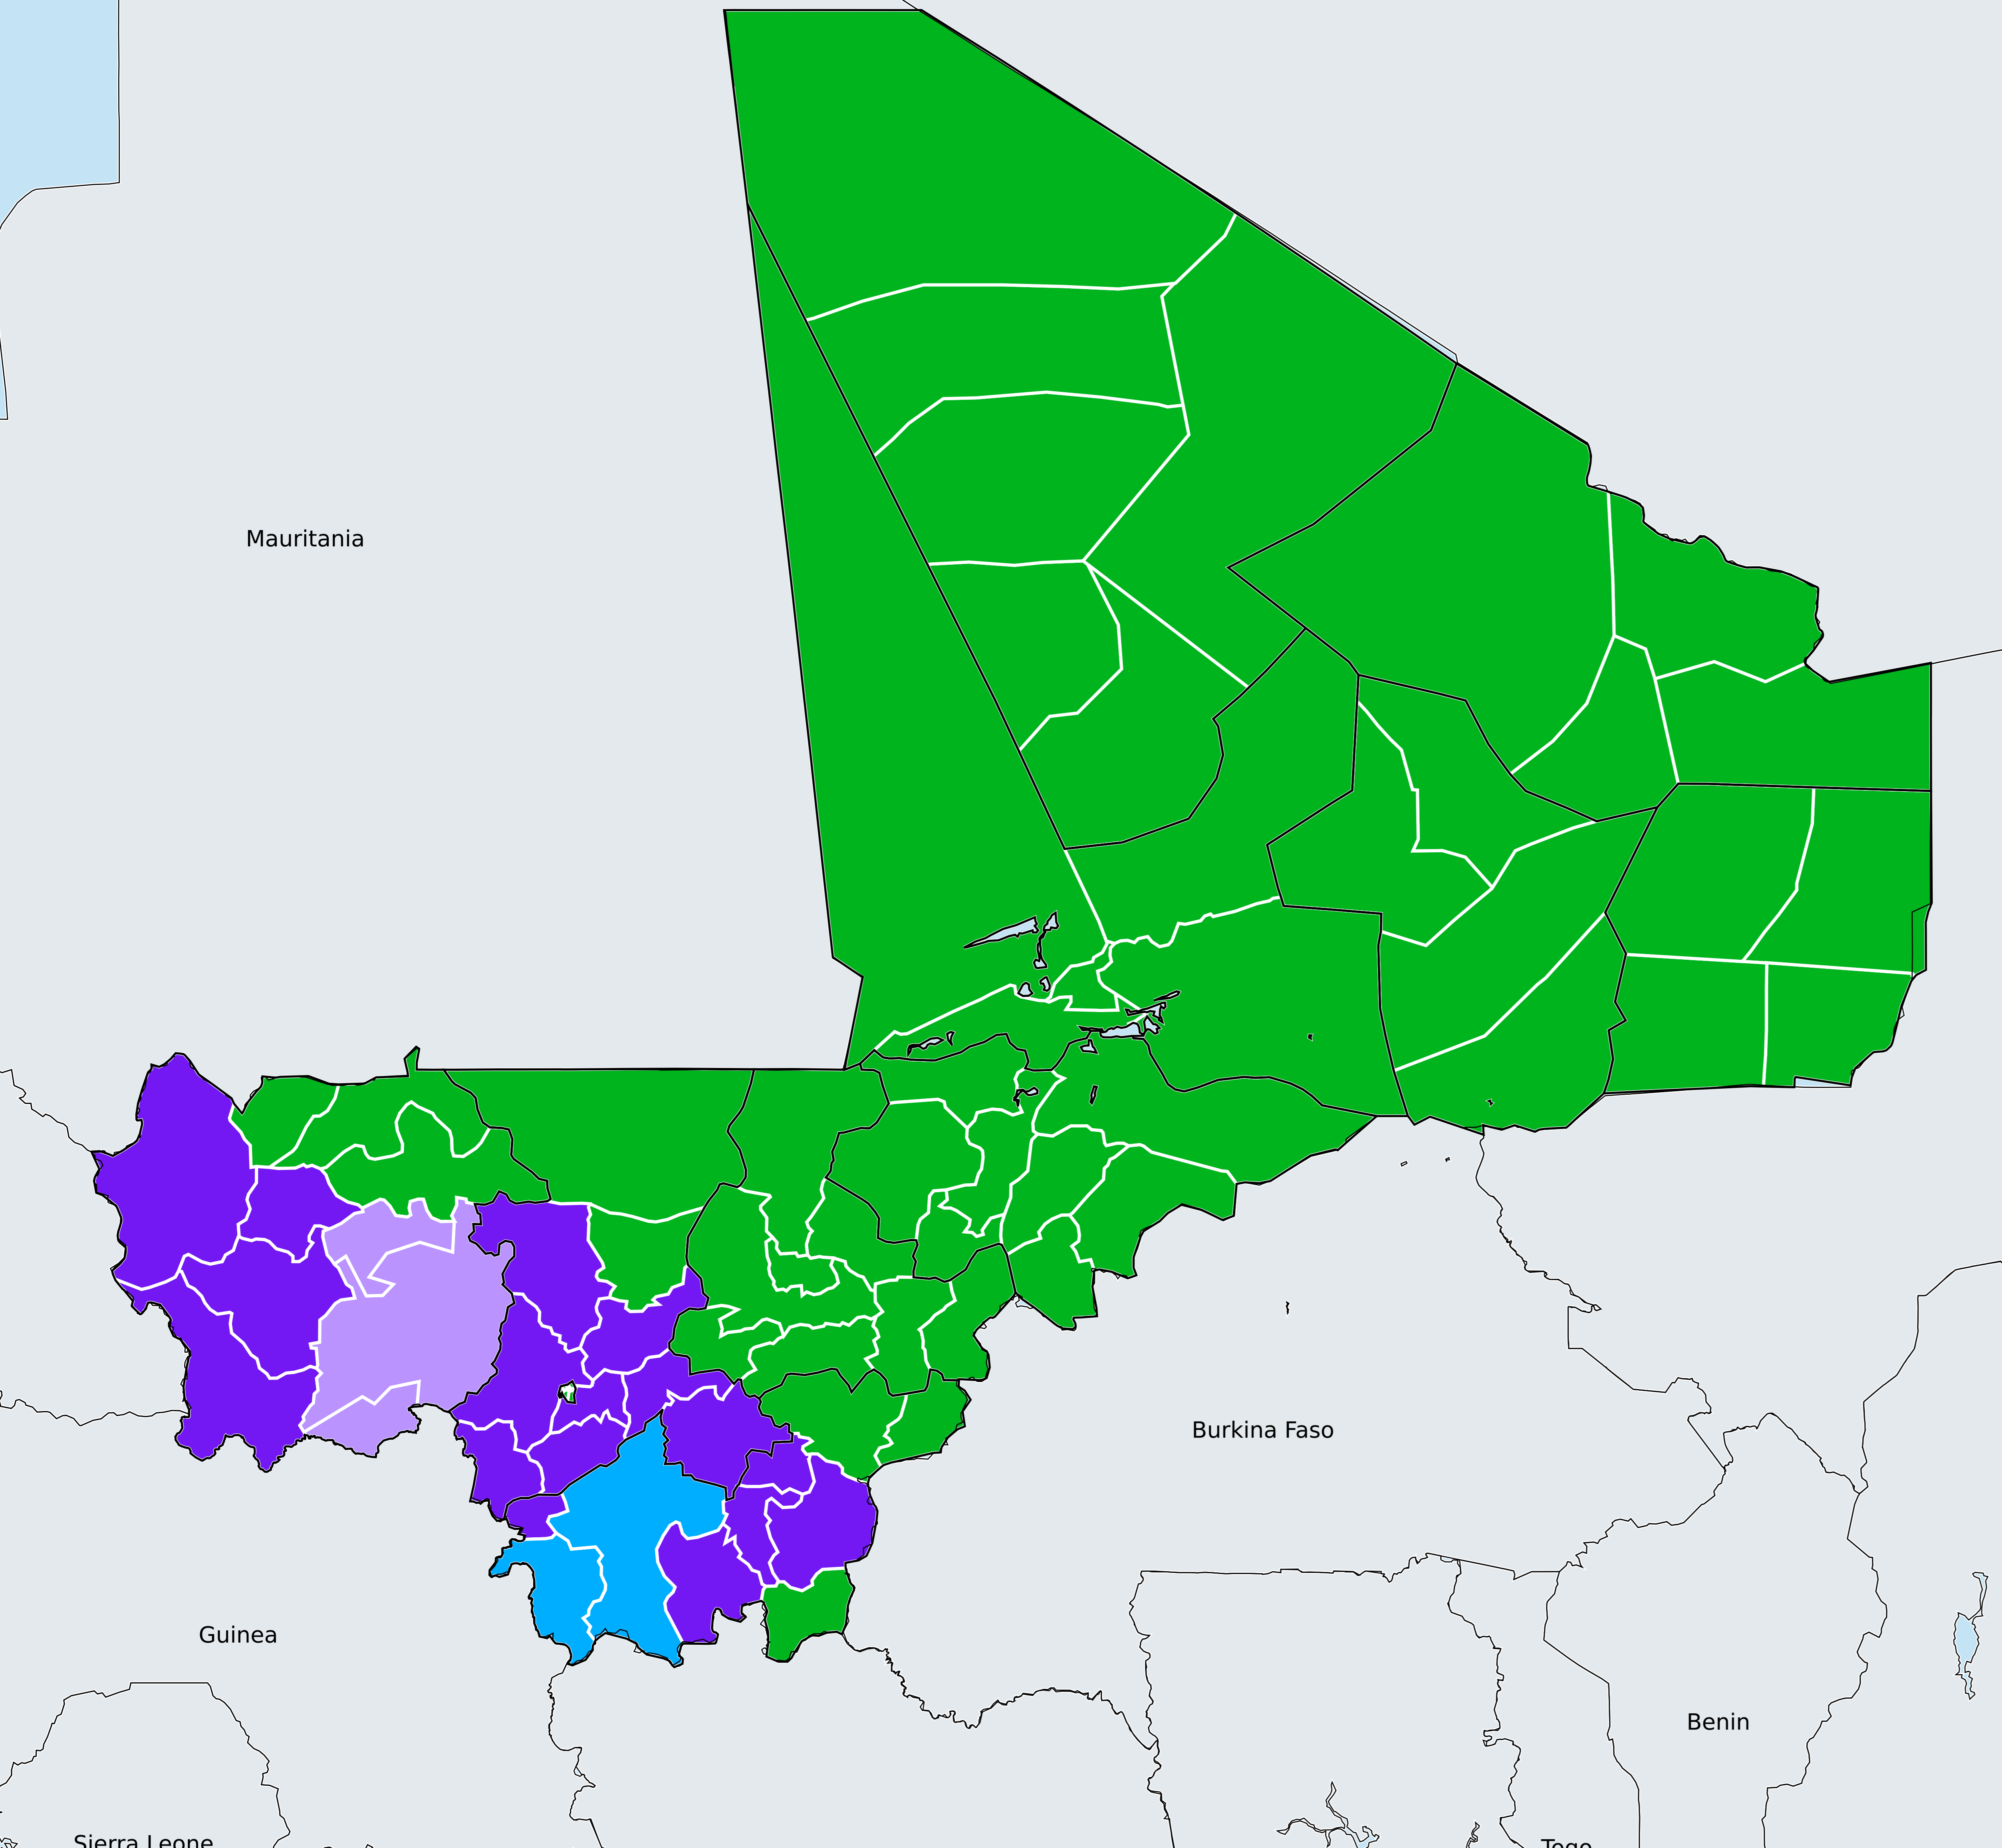 Mauritania
Burkina Faso
Guinea
Benin
Sierra Leone
Togo